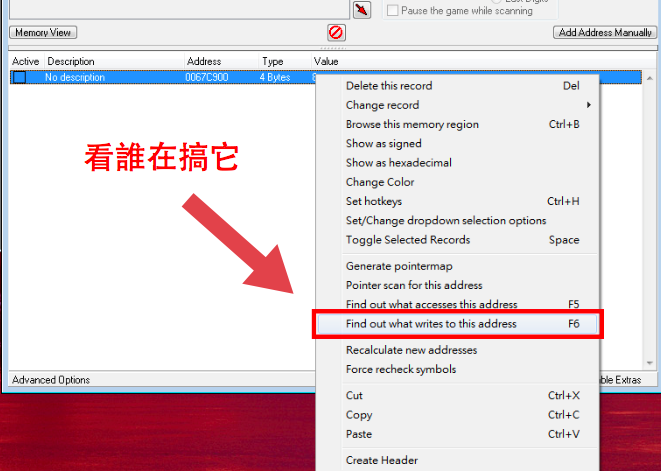 Pause the game while scanning
Memory View
Add Address Manually
Active Description Address Type Value
No description 0067C900 4 Bytes 8
看誰在搞它
Delete this record Del
Change record
Browse this memory region Ctrl+B
Show as signed
Show as hexadecimal
Change Color
Set hotkeys Ctrl+H
Set/Change dropdown selection options
Toggle Selected Records Space
Generate pointermap
Pointer scan for this address
Find out what accesses this address F5
Find out what writes to this address F6
Recalculate new addresses
Force recheck symbols
Advanced Options
ble Extras
Cut Ctrl+X
Copy Ctrl+C
Paste Ctrl+V
Create Header